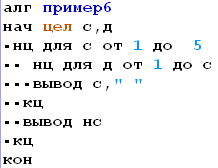 алг пример6
нач цел с,д
·нц для с от 1 до  5
·· нц для д от 1 до с
···вывод с," "
··кц
··вывод нс
·кц
кон